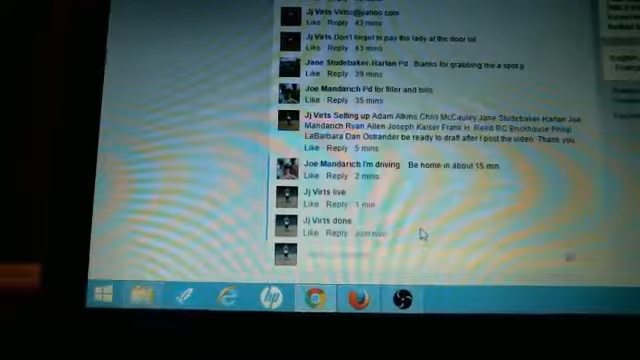 Jj Virts Virtsz@yahoo.com
Like Reply 43 mins
Jj Virts Don't forget to pay the lady at the door lol
Like Reply 43 mins
Jane Studebaker-Harlan Pd thanks for grabbing me a spot g
Like Reply 39 mins
Joe Mandarich Pd for filler and bills
Like Reply 35 mins
Jj Virts Setting up Adam Atkins Chris McCauley Jane Studebaker-Harlan Joe
Mandarich Ryan Allen Joseph Kaiser Frank H. Reed RC Brickhouse Philip
LaBarbara Dan Ostrander be ready to draft after I post the video. Thank you
Like Reply 5 mins
Joe Mandarich I'm driving Be home in about 15 min
Like Reply 2 mins
Jj Virts live
Like Reply 1 min
Jj Virts done
Like Reply Just now
hp